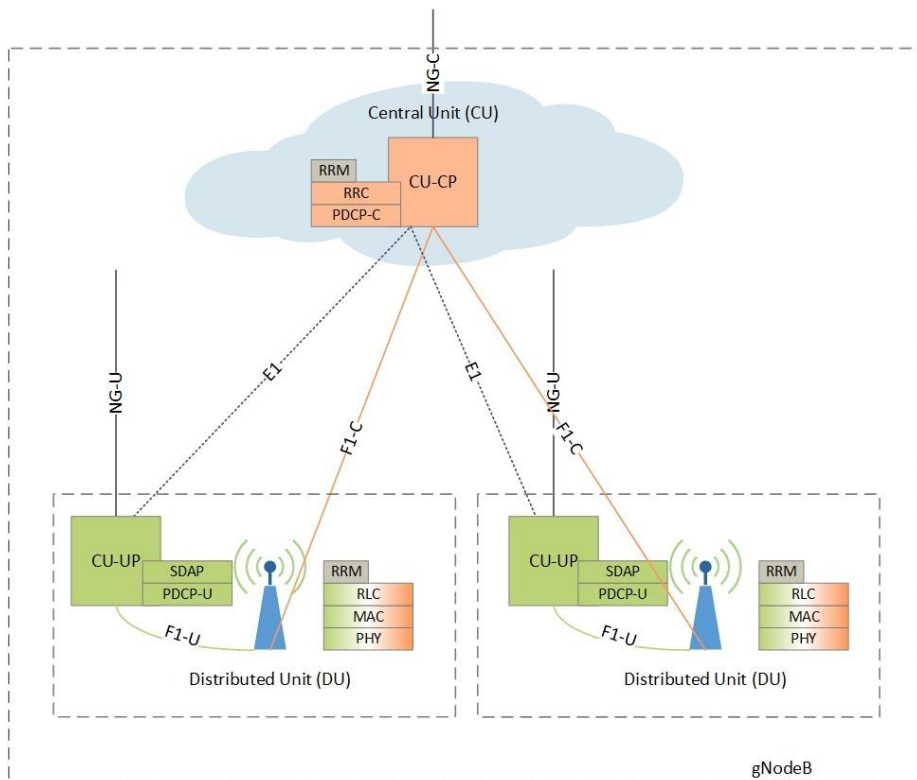 NG-C
Central Unit (CU)
RRM
CU-CP
RRC
PDCP-C
NG-U
E1
F1-C
E1
NG-U
F1-C
CU-UP
SDAP
PDCP-U
F1-U
RRM
RLC
MAC
PHY
Distributed Unit (DU)
CU-UP
SDAP
PDCP-U
F1-U
RRM
RLC
MAC
PHY
Distributed Unit (DU)
gNodeB